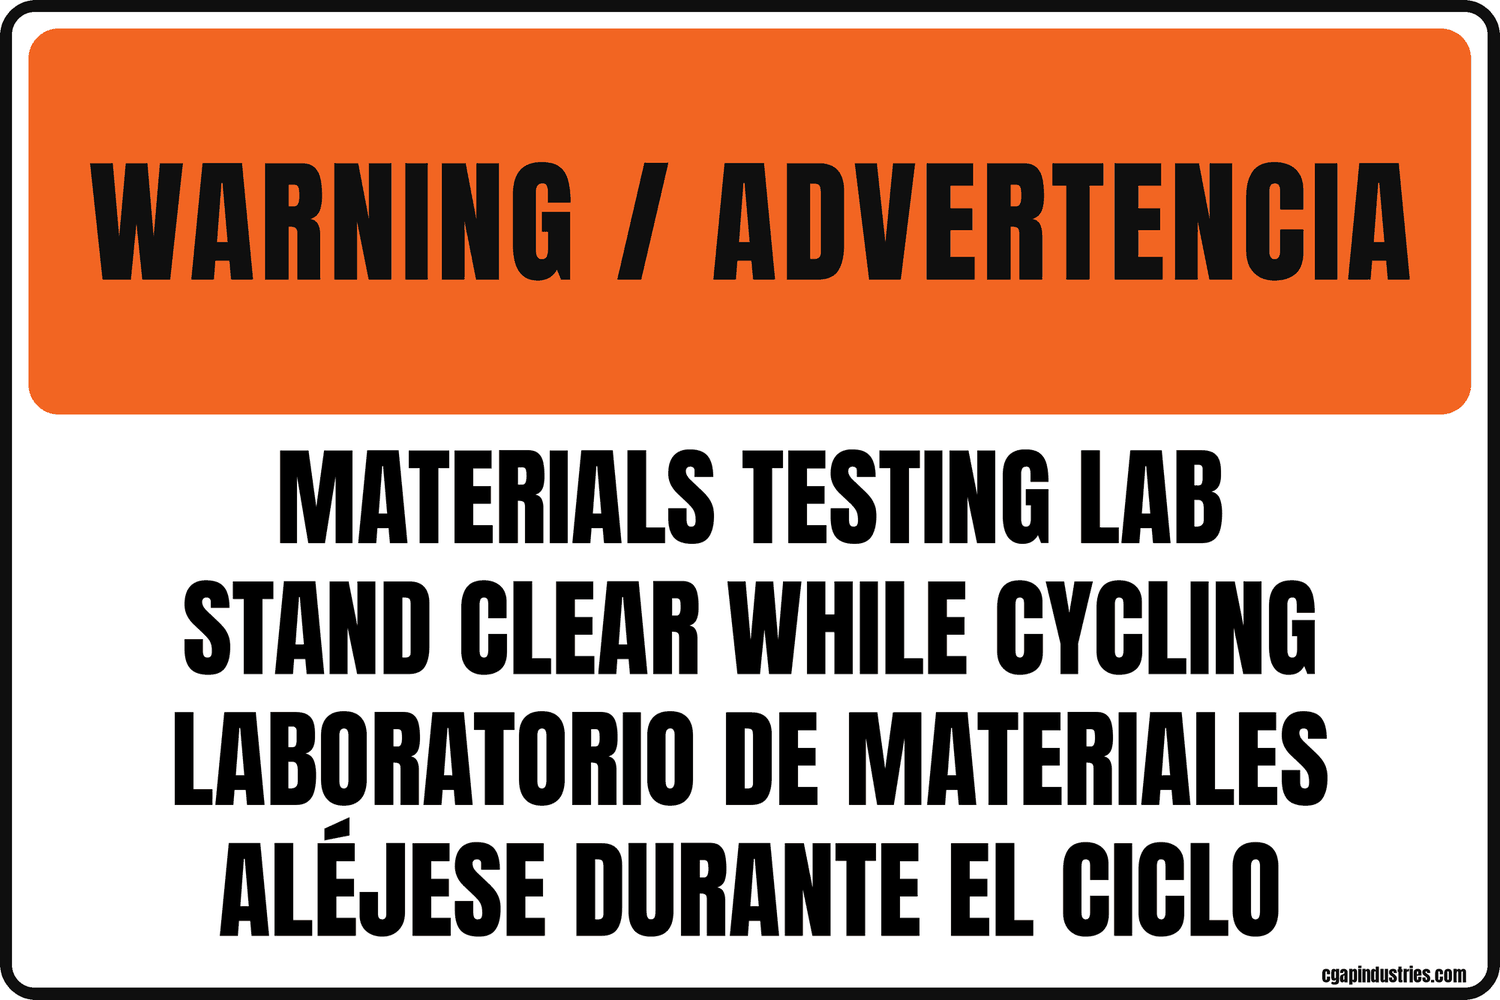 WARNING / ADVERTENCIA
MATERIALS TESTING LAB
STAND CLEAR WHILE CYCLING
LABORATORIO DE MATERIALES
ALÉJESE DURANTE EL CICLO
cgapindustries.com